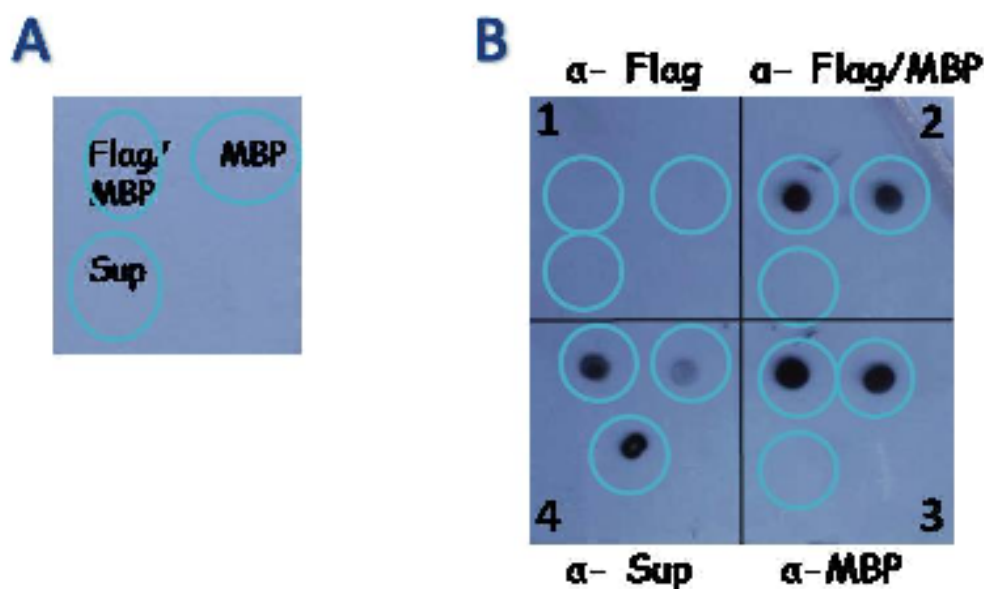 A
Flag/
MBP
MBP
Sup
B
α- Flag
α- Flag/MBP
1
2
4
3
α- Sup
α-MBP